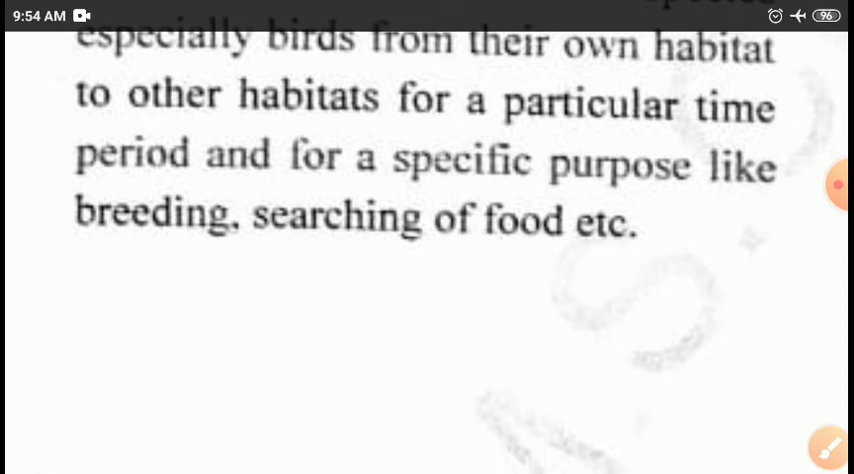 9:54 AM
96
especially birds from their own habitat
to other habitats for a particular time
period and for a specific purpose like
breeding, searching of food etc.